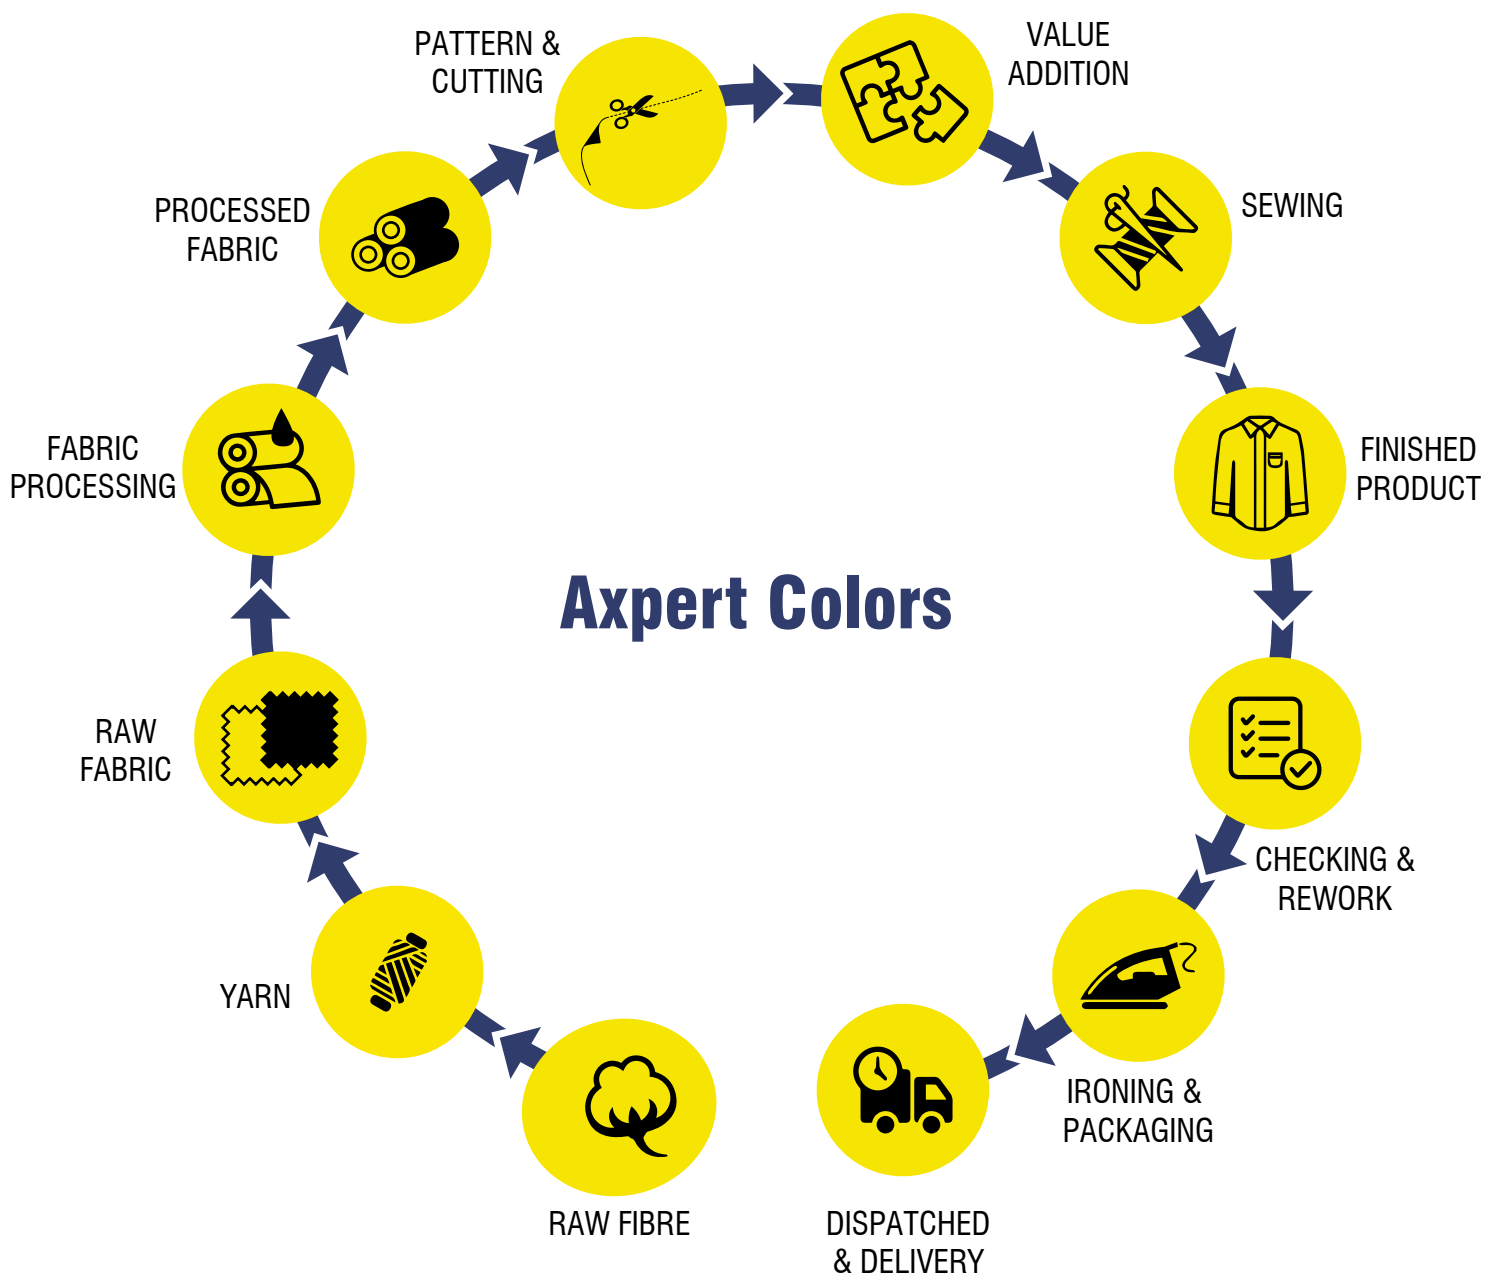 PATTERN &
CUTTING
VALUE
ADDITION
PROCESSED
FABRIC
SEWING
FABRIC
PROCESSING
FINISHED
PRODUCT
Axpert Colors
RAW
FABRIC
CHECKING &
REWORK
YARN
IRONING &
PACKAGING
RAW FIBRE
DISPATCHED
& DELIVERY